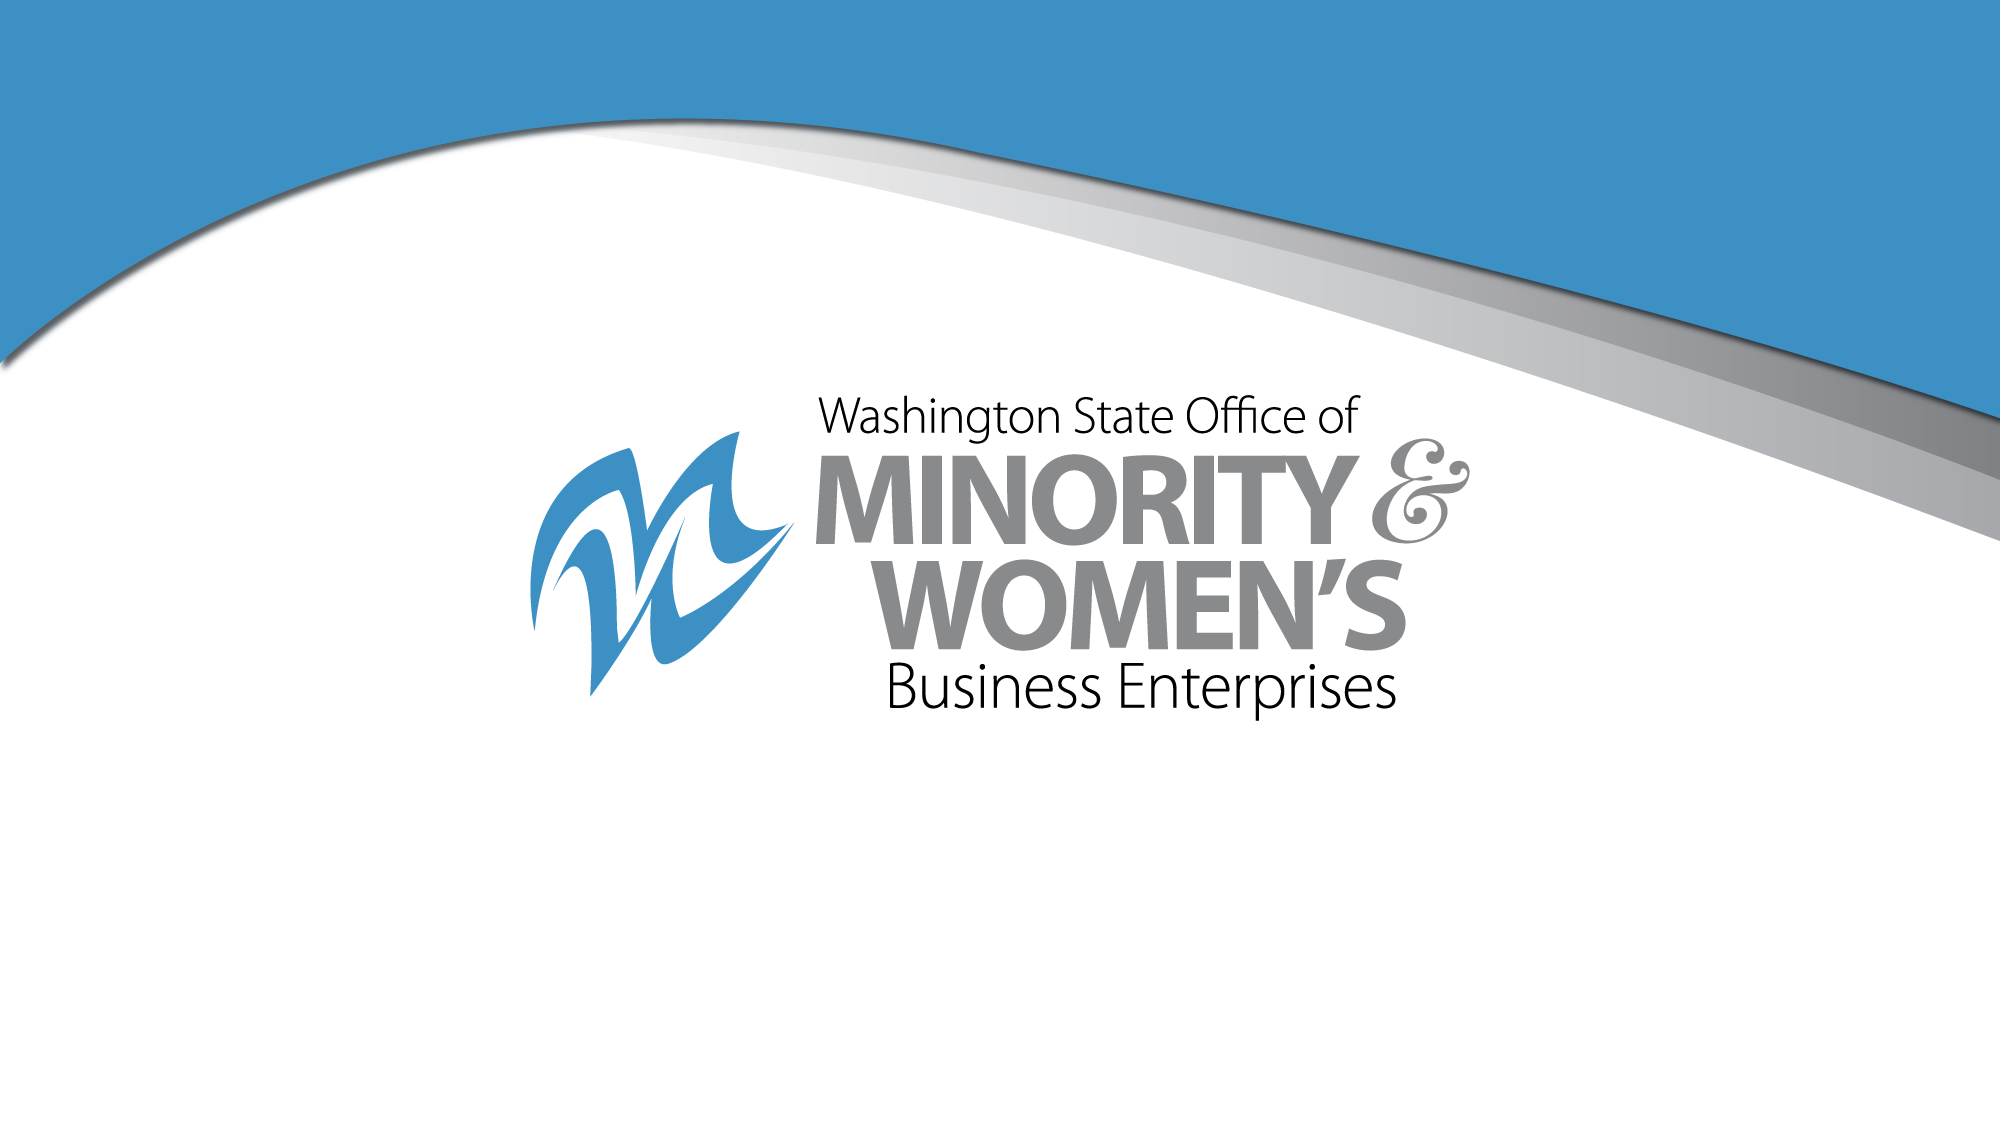 Washington State Office of
MINORITY &
WOMEN’S
Business Enterprises